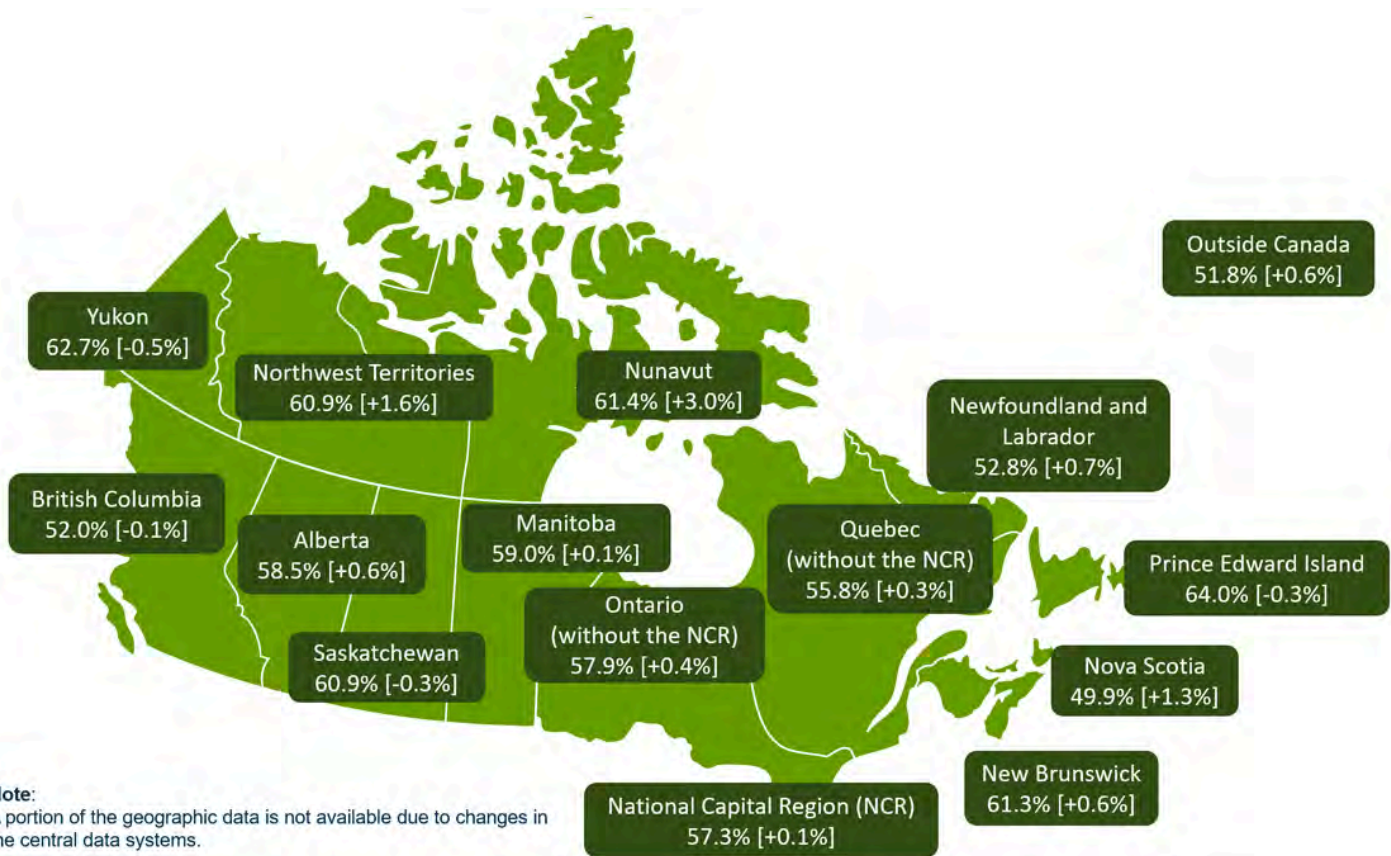 Outside Canada
51.8% [+0.6%]
Yukon
62.7% [-0.5%]
Northwest Territories
60.9% [+1.6%]
Nunavut
61.4% [+3.0%]
Newfoundland and
Labrador
52.8% [+0.7%]
British Columbia
52.0% [-0.1%]
Alberta
58.5% [+0.6%]
Manitoba
59.0% [+0.1%]
Quebec
(without the NCR)
55.8% [+0.3%]
Prince Edward Island
64.0% [-0.3%]
Ontario
(without the NCR)
57.9% [+0.4%]
Saskatchewan
60.9% [-0.3%]
Nova Scotia
49.9% [+1.3%]
New Brunswick
61.3% [+0.6%]
National Capital Region (NCR)
57.3% [+0.1%]
ote:
portion of the geographic data is not available due to changes in
he central data systems.